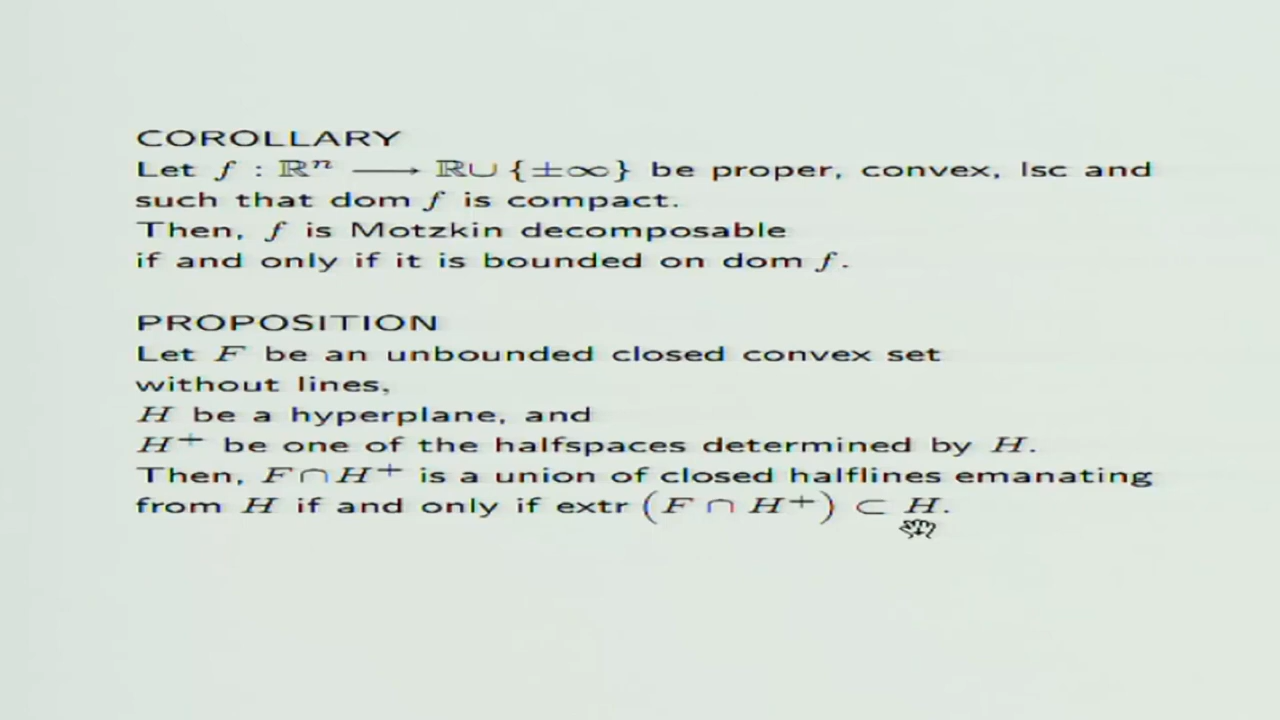 COROLLARY
Let f : ℝⁿ ⟶ ℝ∪{±∞} be proper, convex, lsc and
such that dom f is compact.
Then, f is Motzkin decomposable
if and only if it is bounded on dom f.
PROPOSITION
Let F be an unbounded closed convex set
without lines,
H be a hyperplane, and
H⁺ be one of the halfspaces determined by H.
Then, F ∩ H⁺ is a union of closed halflines emanating
from H if and only if extr (F ∩ H⁺) ⊂ H.